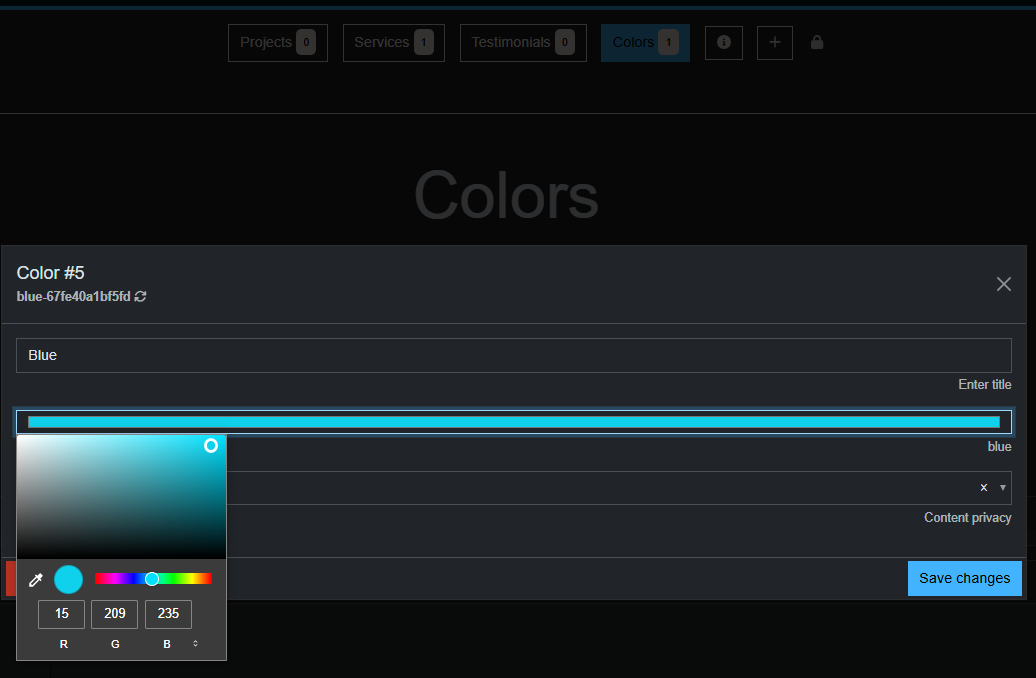 Projects 0 Services 1 Testimonials 0 Colors 1
Colors
Color #5
blue-67fe40a1bf5fd
Blue
Enter title
blue
x
Content privacy
Save changes
15 209 235
R G B